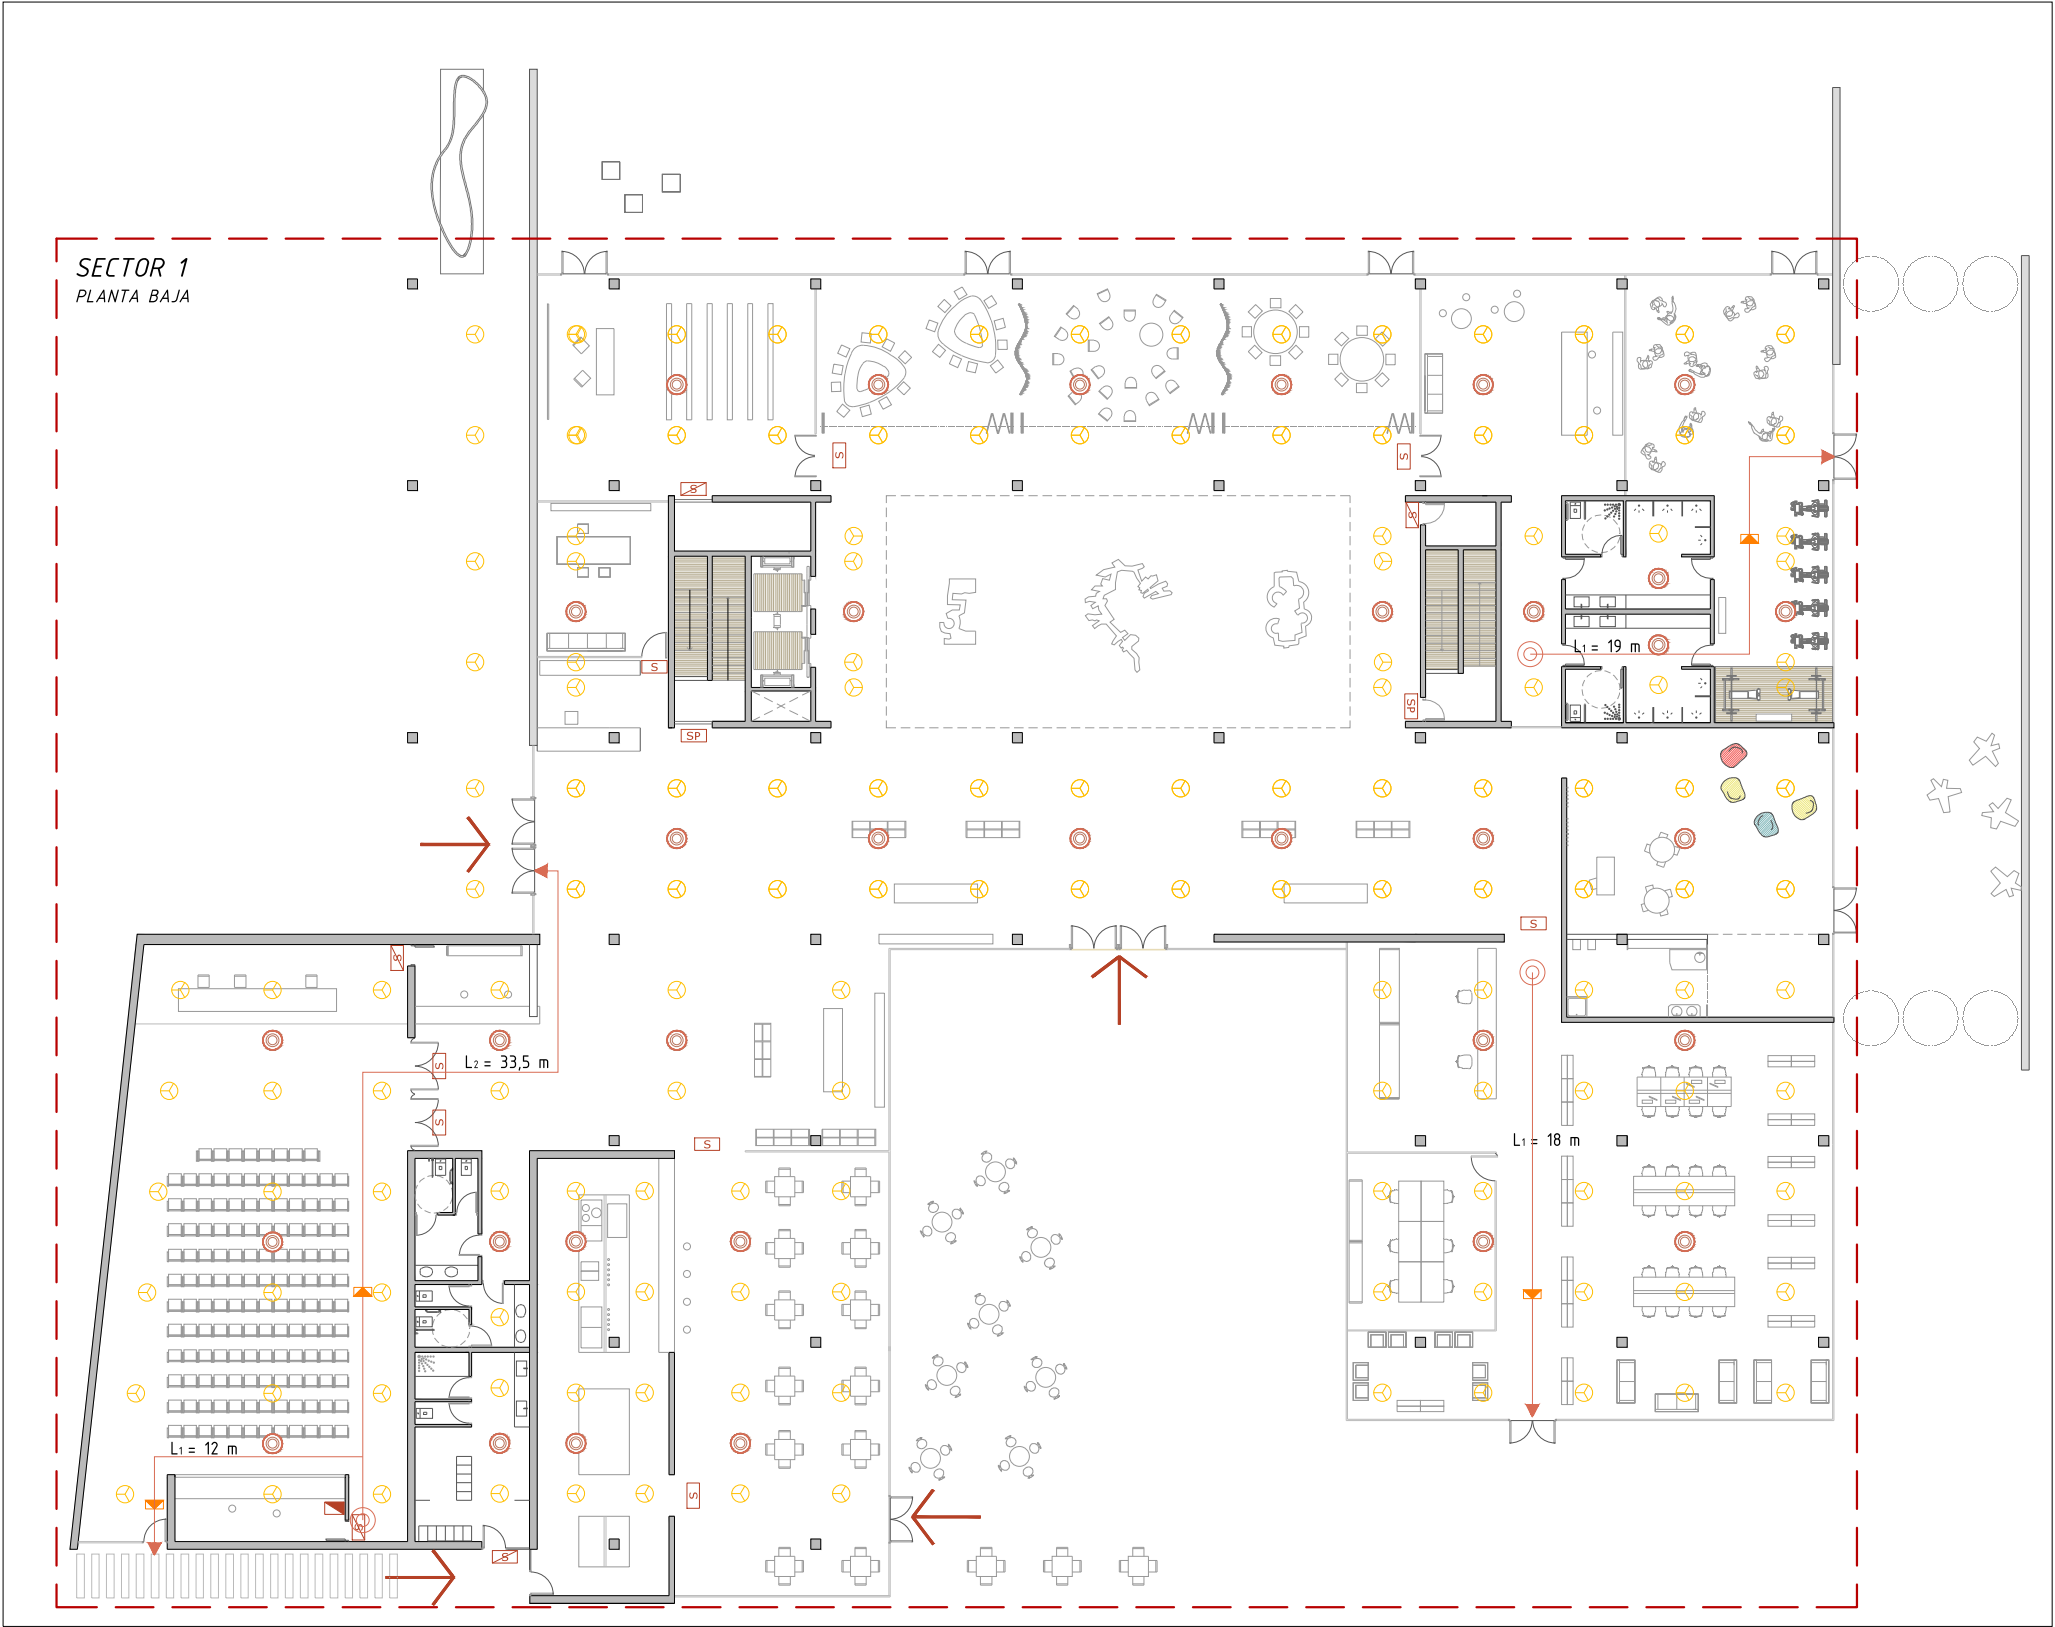 SECTOR 1
PLANTA BAJA
S
S
S
S
S
SP
SP
L1 = 19 m
S
S
S
L2 = 33,5 m
S
S
L1 = 18 m
L1 = 12 m
S
S
S